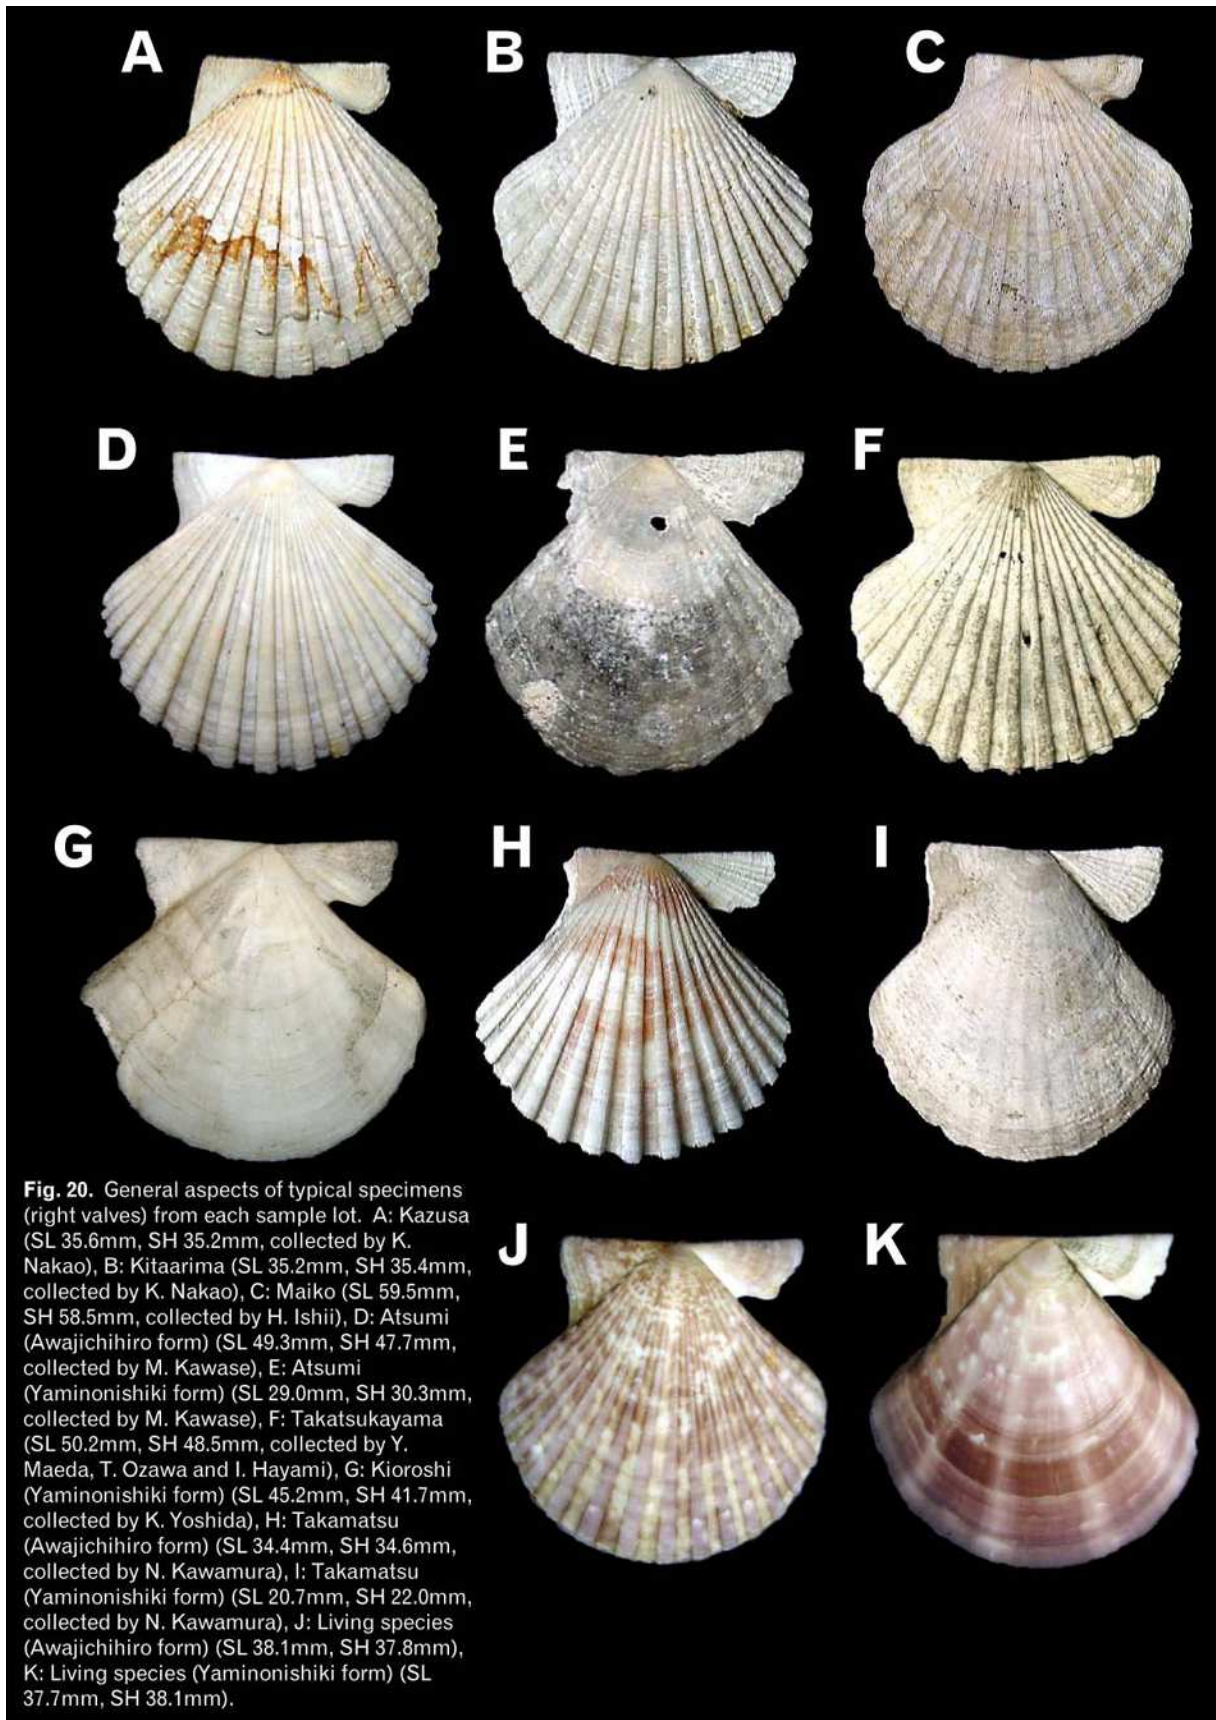 A
B
C
D
E
F
G
H
I
Fig. 20. General aspects of typical specimens
(right valves) from each sample lot. A: Kazusa
(SL 35.6mm, SH 35.2mm, collected by K.
Nakao), B: Kitaarima (SL 35.2mm, SH 35.4mm,
collected by K. Nakao), C: Maiko (SL 59.5mm,
SH 58.5mm, collected by H. Ishii), D: Atsumi
(Awajichihiro form) (SL 49.3mm, SH 47.7mm,
collected by M. Kawase), E: Atsumi
(Yaminonishiki form) (SL 29.0mm, SH 30.3mm,
collected by M. Kawase), F: Takatsukayama
(SL 50.2mm, SH 48.5mm, collected by Y.
Maeda, T. Ozawa and I. Hayami), G: Kioroshi
(Yaminonishiki form) (SL 45.2mm, SH 41.7mm,
collected by K. Yoshida), H: Takamatsu
(Awajichihiro form) (SL 34.4mm, SH 34.6mm,
collected by N. Kawamura), I: Takamatsu
(Yaminonishiki form) (SL 20.7mm, SH 22.0mm,
collected by N. Kawamura), J: Living species
(Awajichihiro form) (SL 38.1mm, SH 37.8mm),
K: Living species (Yaminonishiki form) (SL
37.7mm, SH 38.1mm).
J
K